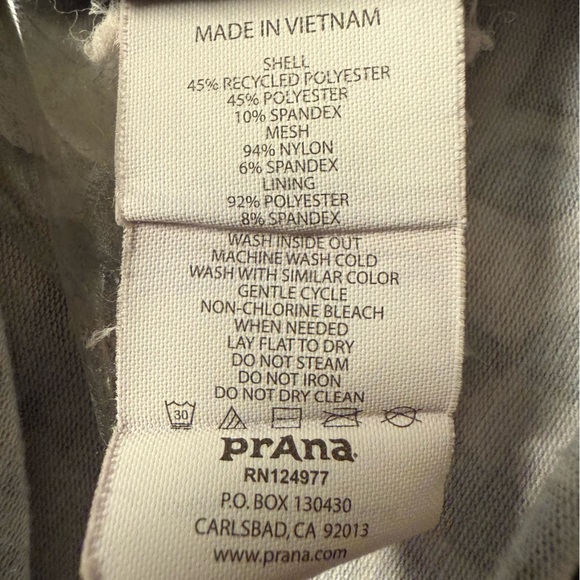 MADE IN VIETNAM
SHELL
45% RECYCLED POLYESTER
45% POLYESTER
10% SPANDEX
MESH
94% NYLON
6% SPANDEX
LINING
92% POLYESTER
8% SPANDEX
WASH INSIDE OUT
MACHINE WASH COLD
WASH WITH SIMILAR COLOR
GENTLE CYCLE
NON-CHLORINE BLEACH
WHEN NEEDED
LAY FLAT TO DRY
DO NOT STEAM
DO NOT IRON
DO NOT DRY CLEAN
30
prAna
RN124977
P.O. BOX 130430
CARLSBAD, CA 92013
www.prana.com